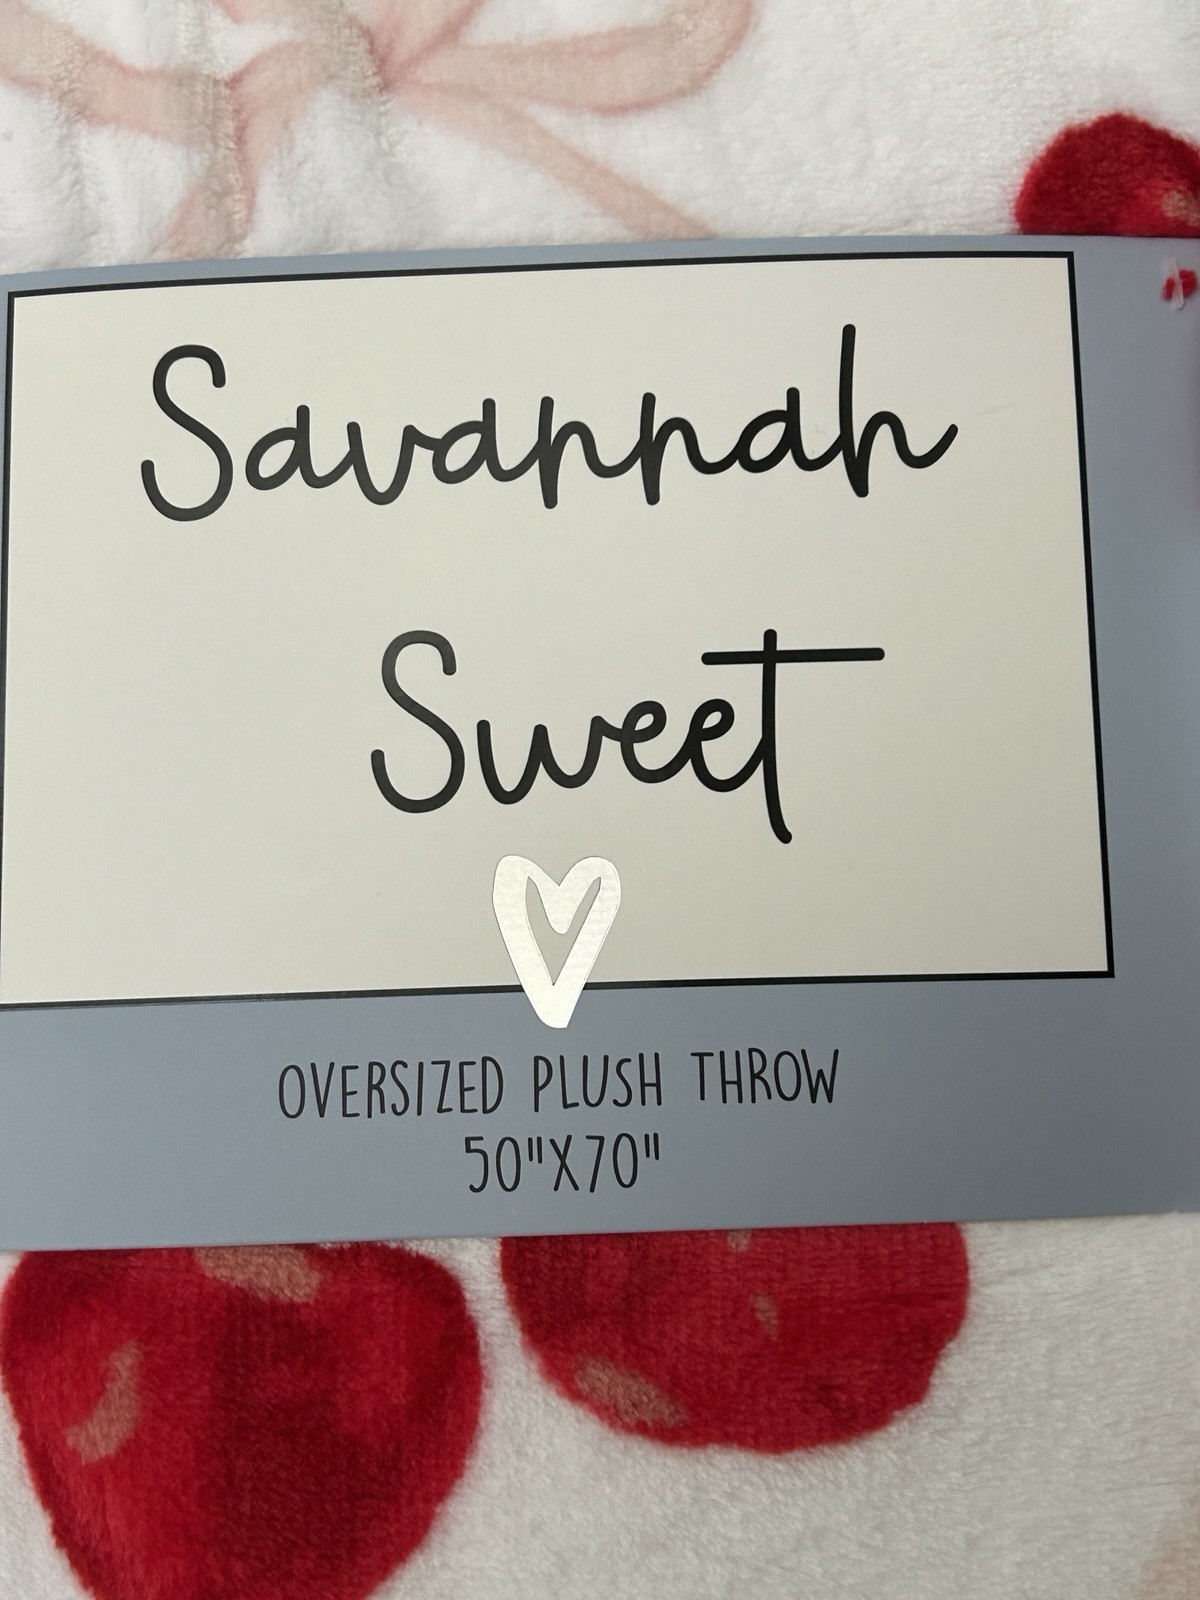 Savannah
Sweet
OVERSIZED PLUSH THROW
50"X70"